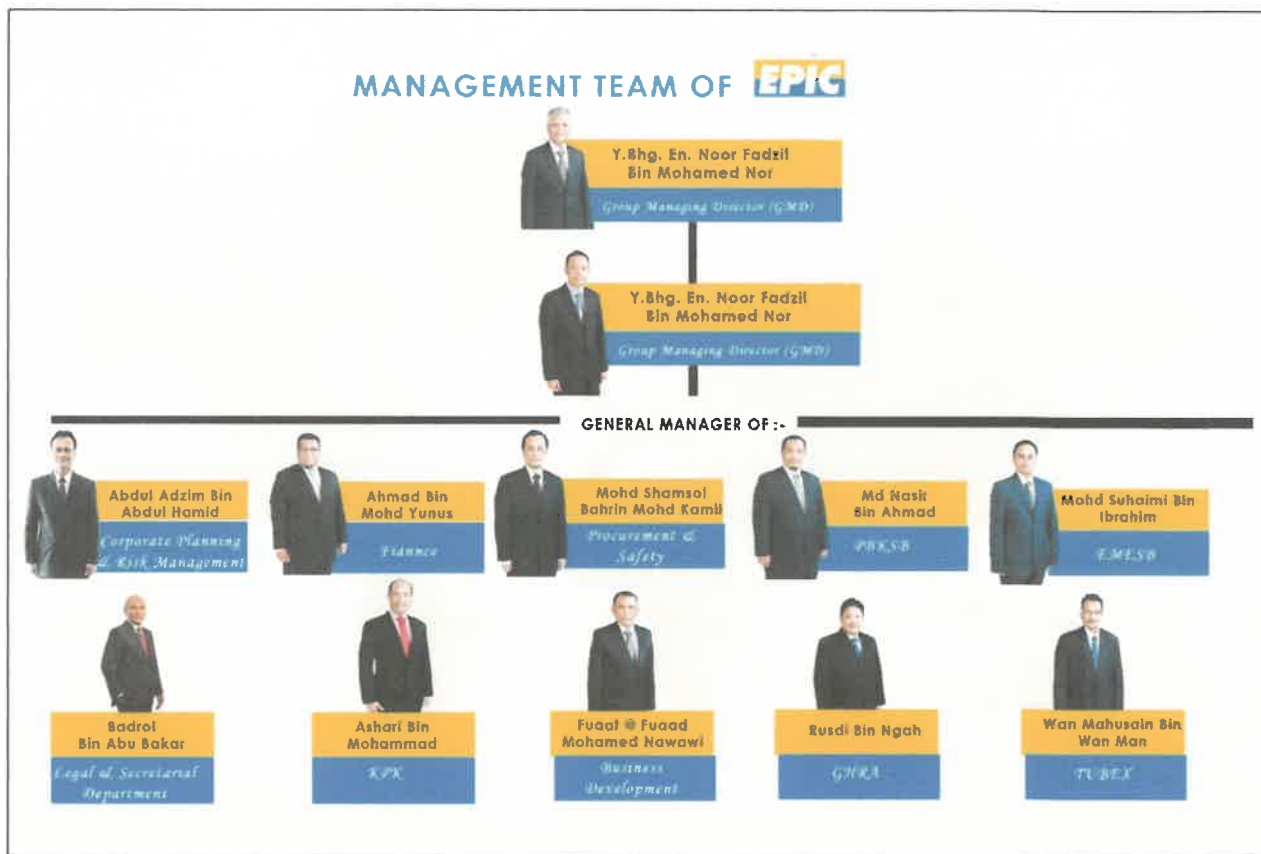 MANAGEMENT TEAM OF EPIC
Y.Bhg. En. Noor Fadzil
Bin Mohamed Nor
Group Managing Director (GMD)
Y.Bhg. En. Noor Fadzil
Bin Mohamed Nor
Group Managing Director (GMD)
GENERAL MANAGER OF :-
Abdul Adzim Bin
Abdul Hamid
Corporate Planning
& Risk Management
Ahmad Bin
Mohd Yunus
Fiannce
Mohd Shamsol
Bahrin Mohd Kamil
Procurement &
Safety
Md Nasir
Bin Ahmad
PBKSB
Mohd Suhaimi Bin
Ibrahim
EMESB
Badrol
Bin Abu Bakar
Legal & Secretarial
Department
Ashari Bin
Mohammad
KPK
Fuaat @ Fuaad
Mohamed Nawawi
Business
Development
Rusdi Bin Ngah
GHRA
Wan Mahusain Bin
Wan Man
TUBEX